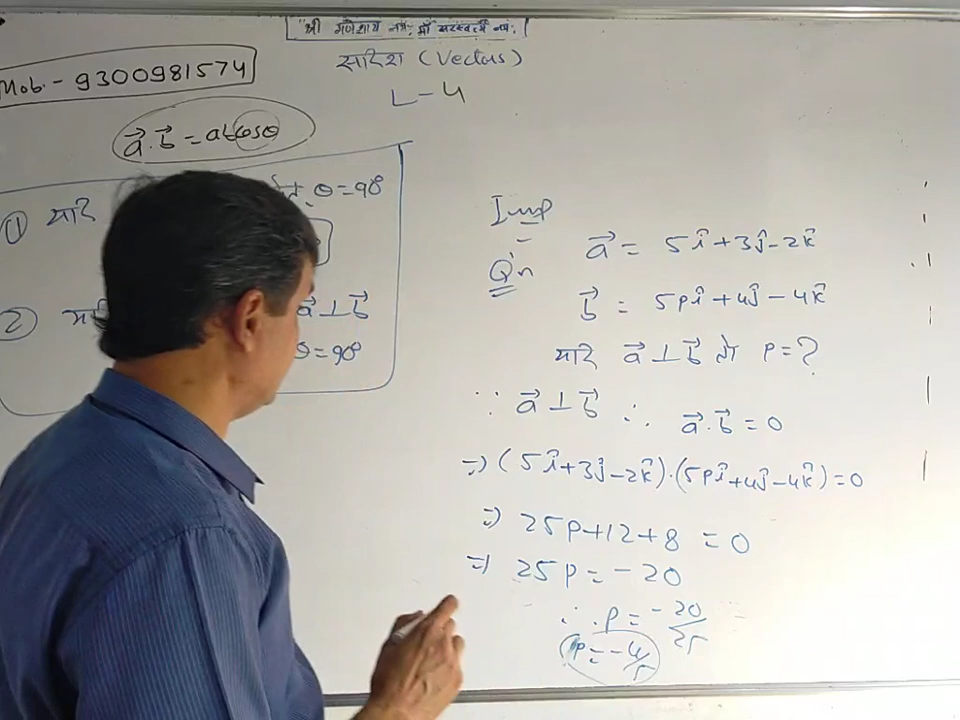 "श्री गणेशाय नमः; माँ सरस्वत्यै नमः;
सदिश (Vectors)
Mob. - 9300981574
L-4
a⃗.b⃗ = abcosθ
① यदि θ=90°
② a⃗⊥b⃗
θ=90°
Imp
Q'n a⃗ = 5î+3ĵ-2k̂
b⃗ = 5pî+4ĵ-4k̂
यदि a⃗⊥b⃗ तो p=?
∵ a⃗⊥b⃗ ∴ a⃗.b⃗=0
⇒ (5î+3ĵ-2k̂).(5pî+4ĵ-4k̂)=0
⇒ 25p+12+8 = 0
⇒ 25p = -20
∴ p = -20/25
p = -4/5